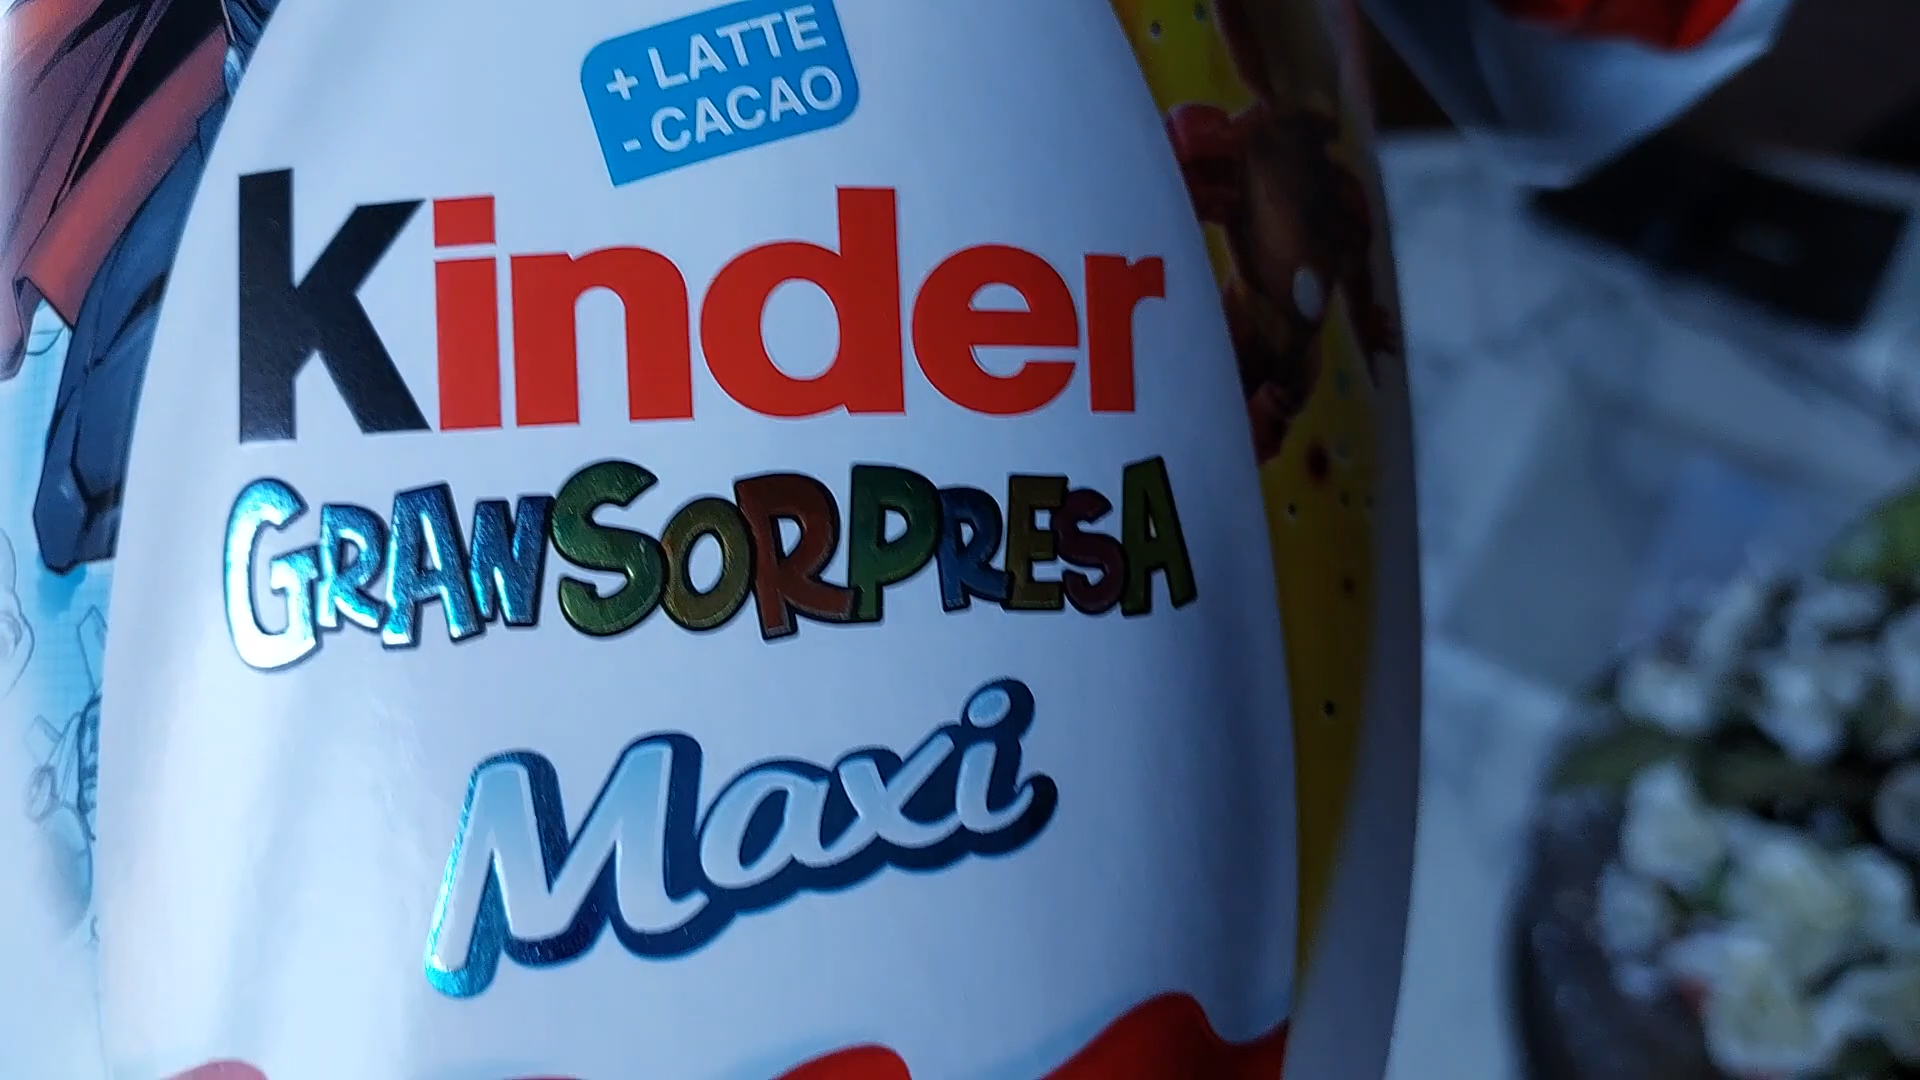 + LATTE
- CACAO
Kinder
GRANSORPRESA
Maxi